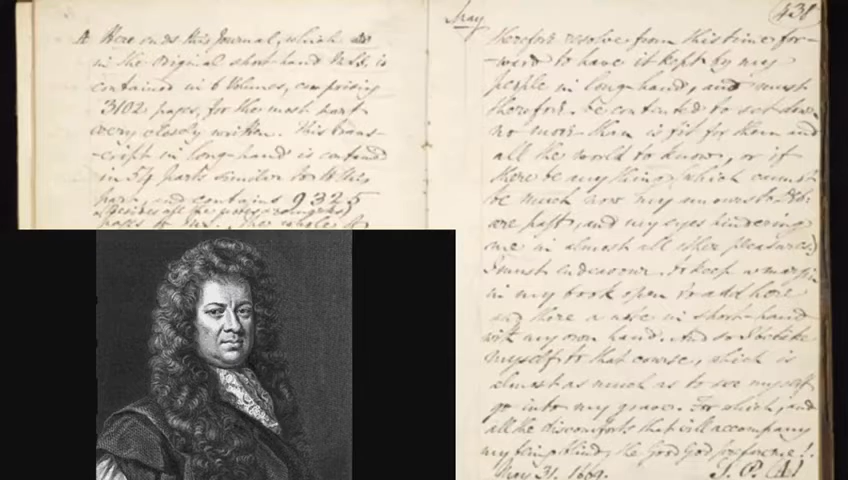 A Here ends this Journal, which
in the Original short-hand M.S. is
contained in 6 Volumes, comprising
3102 pages, for the most part
very closely written. This trans-
-cript in long-hand is contained
in 54 parts similar to this
part, and contains 9325
pages of The whole of
May
438
therefore resolve from this time for-
-ward to have it kept by my
people in long-hand, and must
therefore be contented to set down
no more than is fit for them and
all the world to know, or if
there be any thing, which cannot
be much now my amours to Deb:
are past, and my eyes hindering
me in almost all other pleasures)
I must endeavour to keep a margin
in my book open to add here
and there a note in short-hand
with my own hand. And so I betake
myself to that course, which is
almost as much as to see myself
go into my grave. For which, and
all the discomforts that will accompany
my being blind, the Good God prepare me!
May 31. 1669. S. P.